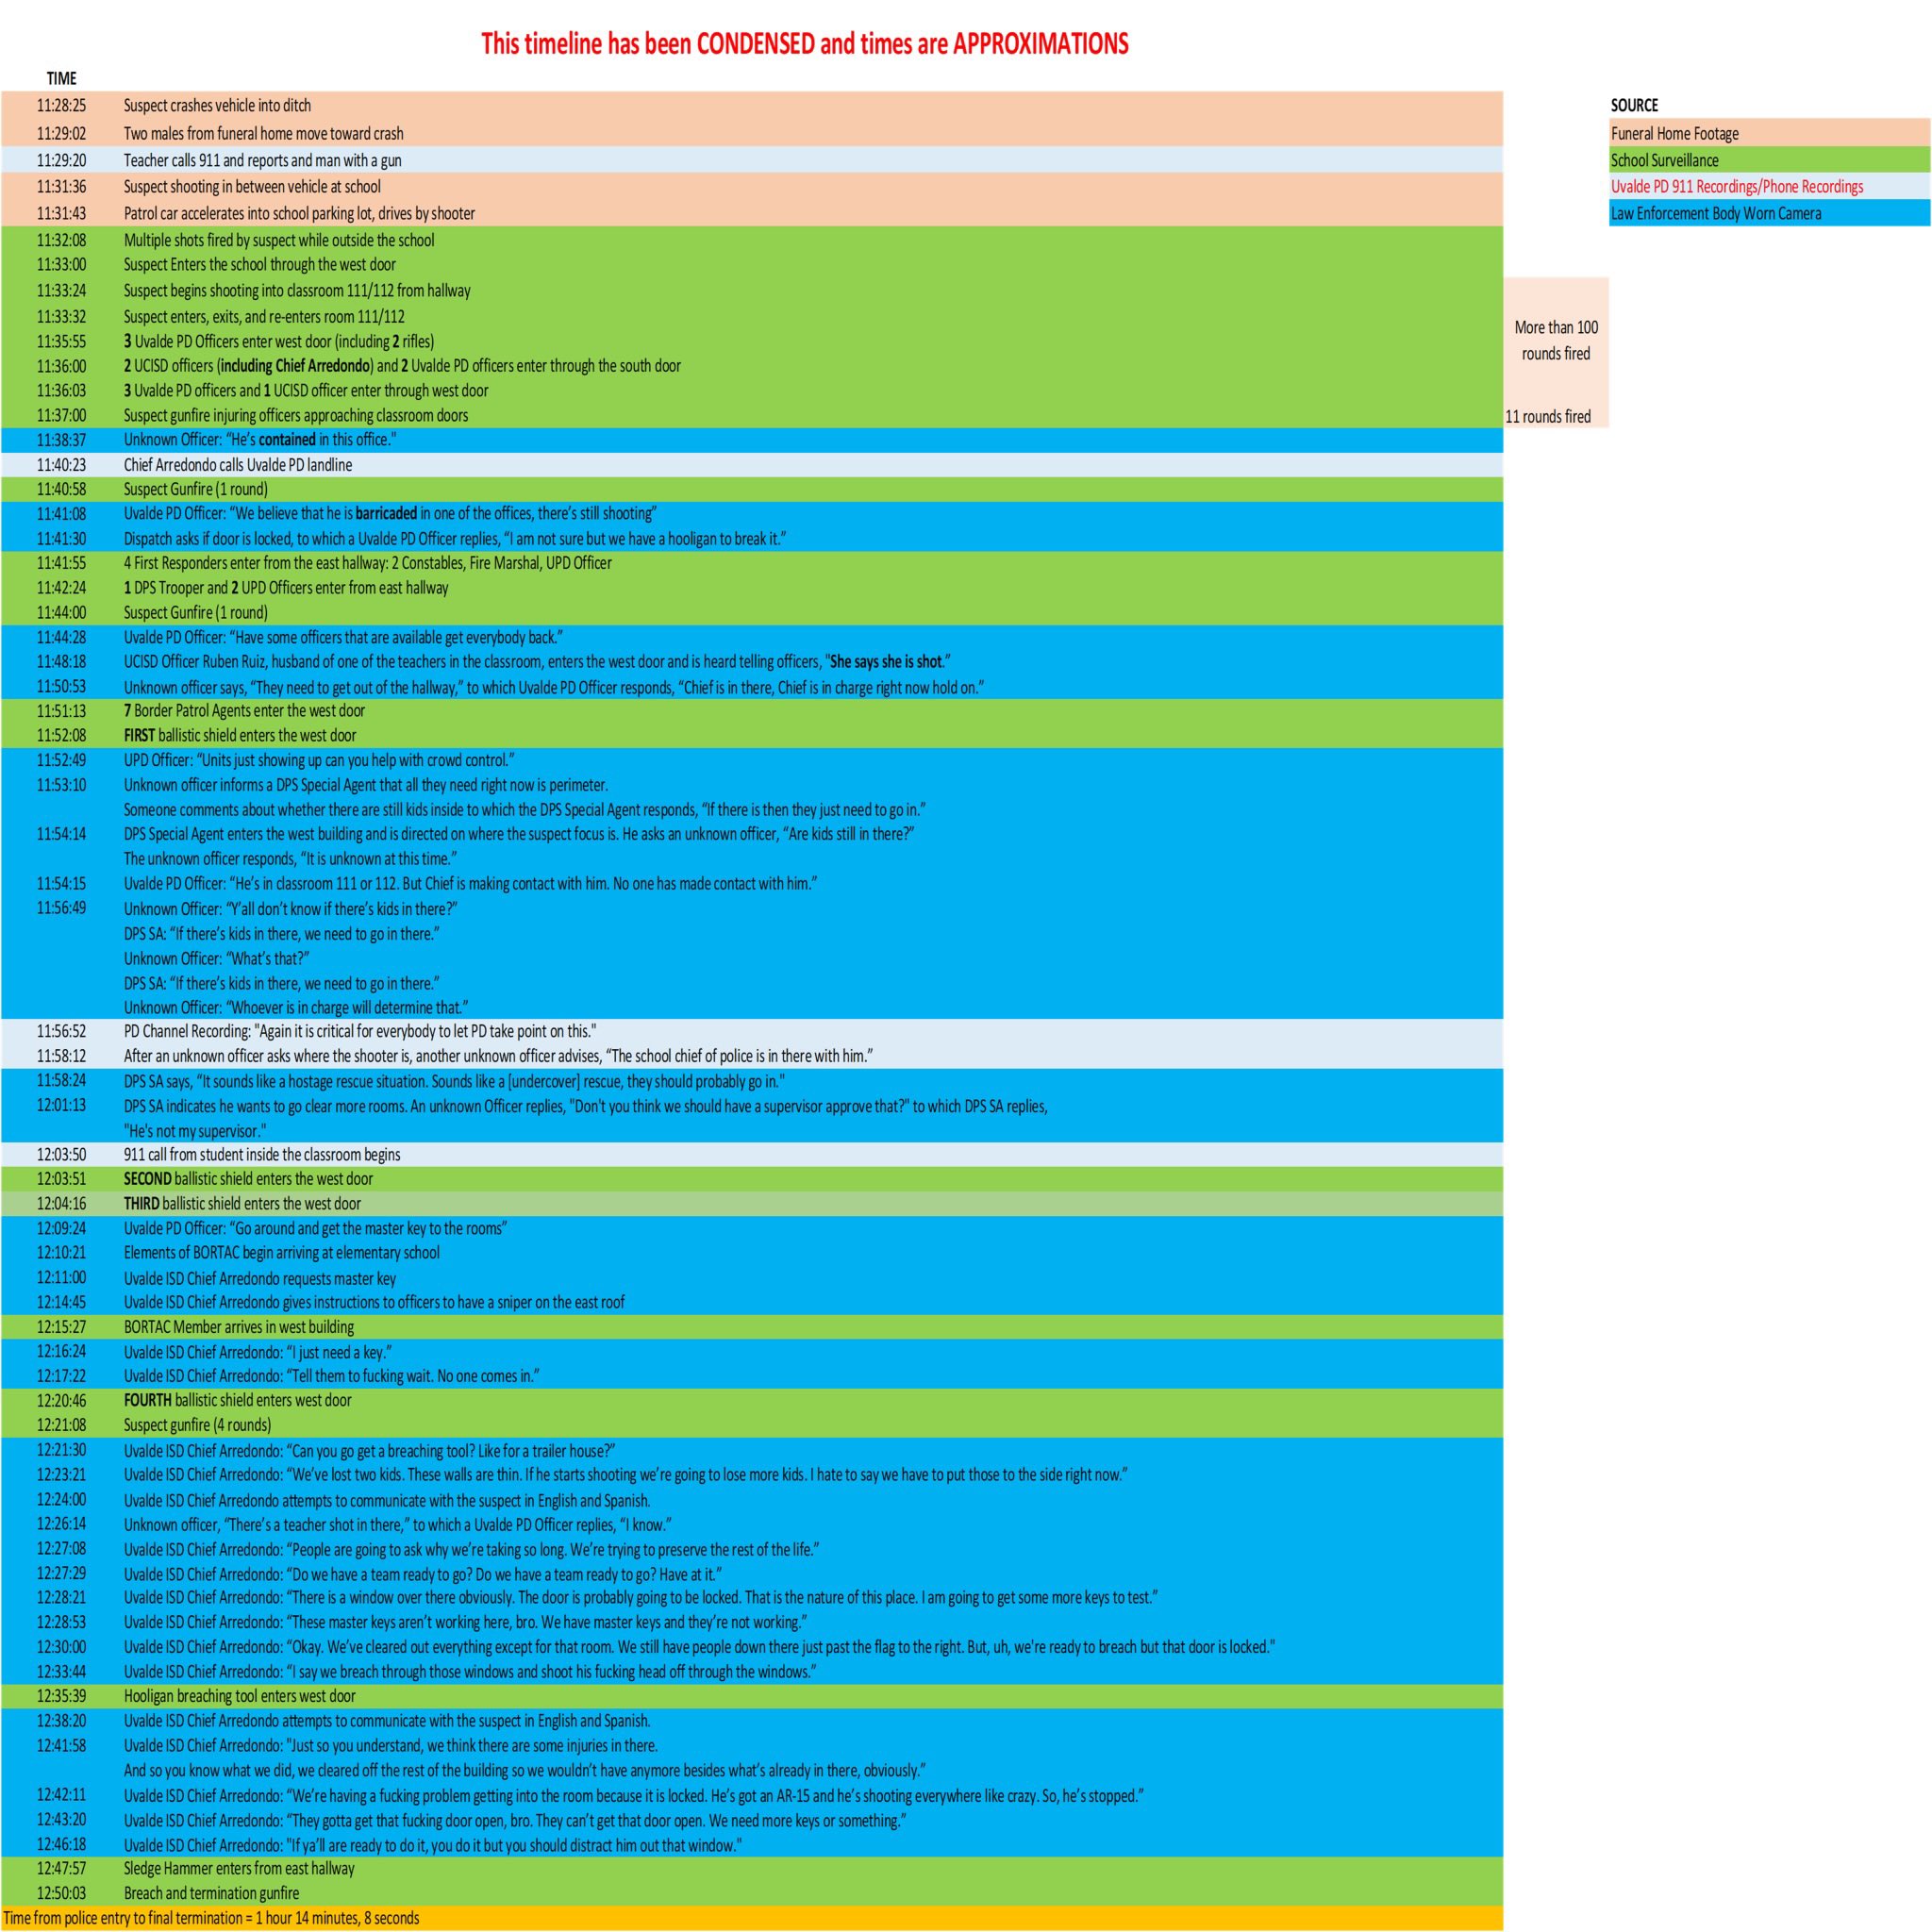 This timeline has been CONDENSED and times are APPROXIMATIONS
TIME
11:28:25 Suspect crashes vehicle into ditch
SOURCE
11:29:02 Two males from funeral home move toward crash
Funeral Home Footage
11:29:20 Teacher calls 911 and reports and man with a gun
School Surveillance
11:31:36 Suspect shooting in between vehicle at school
Uvalde PD 911 Recordings/Phone Recordings
11:31:43 Patrol car accelerates into school parking lot, drives by shooter
Law Enforcement Body Worn Camera
11:32:08 Multiple shots fired by suspect while outside the school
11:33:00 Suspect Enters the school through the west door
11:33:24 Suspect begins shooting into classroom 111/112 from hallway
11:33:32 Suspect enters, exits, and re-enters room 111/112
More than 100
rounds fired
11:35:55 3 Uvalde PD Officers enter west door (including 2 rifles)
11:36:00 2 UCISD officers (including Chief Arredondo) and 2 Uvalde PD officers enter through the south door
11:36:03 3 Uvalde PD officers and 1 UCISD officer enter through west door
11:37:00 Suspect gunfire injuring officers approaching classroom doors
11 rounds fired
11:38:37 Unknown Officer: “He’s contained in this office."
11:40:23 Chief Arredondo calls Uvalde PD landline
11:40:58 Suspect Gunfire (1 round)
11:41:08 Uvalde PD Officer: “We believe that he is barricaded in one of the offices, there’s still shooting”
11:41:30 Dispatch asks if door is locked, to which a Uvalde PD Officer replies, “I am not sure but we have a hooligan to break it.”
11:41:55 4 First Responders enter from the east hallway: 2 Constables, Fire Marshal, UPD Officer
11:42:24 1 DPS Trooper and 2 UPD Officers enter from east hallway
11:44:00 Suspect Gunfire (1 round)
11:44:28 Uvalde PD Officer: “Have some officers that are available get everybody back.”
11:48:18 UCISD Officer Ruben Ruiz, husband of one of the teachers in the classroom, enters the west door and is heard telling officers, "She says she is shot.”
11:50:53 Unknown officer says, “They need to get out of the hallway,” to which Uvalde PD Officer responds, “Chief is in there, Chief is in charge right now hold on.”
11:51:13 7 Border Patrol Agents enter the west door
11:52:08 FIRST ballistic shield enters the west door
11:52:49 UPD Officer: “Units just showing up can you help with crowd control.”
11:53:10 Unknown officer informs a DPS Special Agent that all they need right now is perimeter.
Someone comments about whether there are still kids inside to which the DPS Special Agent responds, “If there is then they just need to go in.”
11:54:14 DPS Special Agent enters the west building and is directed on where the suspect focus is. He asks an unknown officer, “Are kids still in there?”
The unknown officer responds, “It is unknown at this time.”
11:54:15 Uvalde PD Officer: “He’s in classroom 111 or 112. But Chief is making contact with him. No one has made contact with him.”
11:56:49 Unknown Officer: “Y’all don’t know if there’s kids in there?”
DPS SA: “If there’s kids in there, we need to go in there.”
Unknown Officer: “What’s that?”
DPS SA: “If there’s kids in there, we need to go in there.”
Unknown Officer: “Whoever is in charge will determine that.”
11:56:52 PD Channel Recording: "Again it is critical for everybody to let PD take point on this."
11:58:12 After an unknown officer asks where the shooter is, another unknown officer advises, “The school chief of police is in there with him.”
11:58:24 DPS SA says, “It sounds like a hostage rescue situation. Sounds like a [undercover] rescue, they should probably go in."
12:01:13 DPS SA indicates he wants to go clear more rooms. An unknown Officer replies, "Don't you think we should have a supervisor approve that?" to which DPS SA replies,
"He's not my supervisor."
12:03:50 911 call from student inside the classroom begins
12:03:51 SECOND ballistic shield enters the west door
12:04:16 THIRD ballistic shield enters the west door
12:09:24 Uvalde PD Officer: “Go around and get the master key to the rooms”
12:10:21 Elements of BORTAC begin arriving at elementary school
12:11:00 Uvalde ISD Chief Arredondo requests master key
12:14:45 Uvalde ISD Chief Arredondo gives instructions to officers to have a sniper on the east roof
12:15:27 BORTAC Member arrives in west building
12:16:24 Uvalde ISD Chief Arredondo: “I just need a key.”
12:17:22 Uvalde ISD Chief Arredondo: “Tell them to fucking wait. No one comes in.”
12:20:46 FOURTH ballistic shield enters west door
12:21:08 Suspect gunfire (4 rounds)
12:21:30 Uvalde ISD Chief Arredondo: “Can you go get a breaching tool? Like for a trailer house?”
12:23:21 Uvalde ISD Chief Arredondo: “We’ve lost two kids. These walls are thin. If he starts shooting we’re going to lose more kids. I hate to say we have to put those to the side right now.”
12:24:00 Uvalde ISD Chief Arredondo attempts to communicate with the suspect in English and Spanish.
12:26:14 Unknown officer, “There’s a teacher shot in there,” to which a Uvalde PD Officer replies, “I know.”
12:27:08 Uvalde ISD Chief Arredondo: “People are going to ask why we’re taking so long. We’re trying to preserve the rest of the life.”
12:27:29 Uvalde ISD Chief Arredondo: “Do we have a team ready to go? Do we have a team ready to go? Have at it.”
12:28:21 Uvalde ISD Chief Arredondo: “There is a window over there obviously. The door is probably going to be locked. That is the nature of this place. I am going to get some more keys to test.”
12:28:53 Uvalde ISD Chief Arredondo: “These master keys aren’t working here, bro. We have master keys and they’re not working.”
12:30:00 Uvalde ISD Chief Arredondo: “Okay. We’ve cleared out everything except for that room. We still have people down there just past the flag to the right. But, uh, we're ready to breach but that door is locked."
12:33:44 Uvalde ISD Chief Arredondo: “I say we breach through those windows and shoot his fucking head off through the windows.”
12:35:39 Hooligan breaching tool enters west door
12:38:20 Uvalde ISD Chief Arredondo attempts to communicate with the suspect in English and Spanish.
12:41:58 Uvalde ISD Chief Arredondo: "Just so you understand, we think there are some injuries in there.
And so you know what we did, we cleared off the rest of the building so we wouldn’t have anymore besides what’s already in there, obviously.”
12:42:11 Uvalde ISD Chief Arredondo: “We’re having a fucking problem getting into the room because it is locked. He’s got an AR-15 and he’s shooting everywhere like crazy. So, he’s stopped.”
12:43:20 Uvalde ISD Chief Arredondo: “They gotta get that fucking door open, bro. They can’t get that door open. We need more keys or something.”
12:46:18 Uvalde ISD Chief Arredondo: "If ya’ll are ready to do it, you do it but you should distract him out that window."
12:47:57 Sledge Hammer enters from east hallway
12:50:03 Breach and termination gunfire
Time from police entry to final termination = 1 hour 14 minutes, 8 seconds